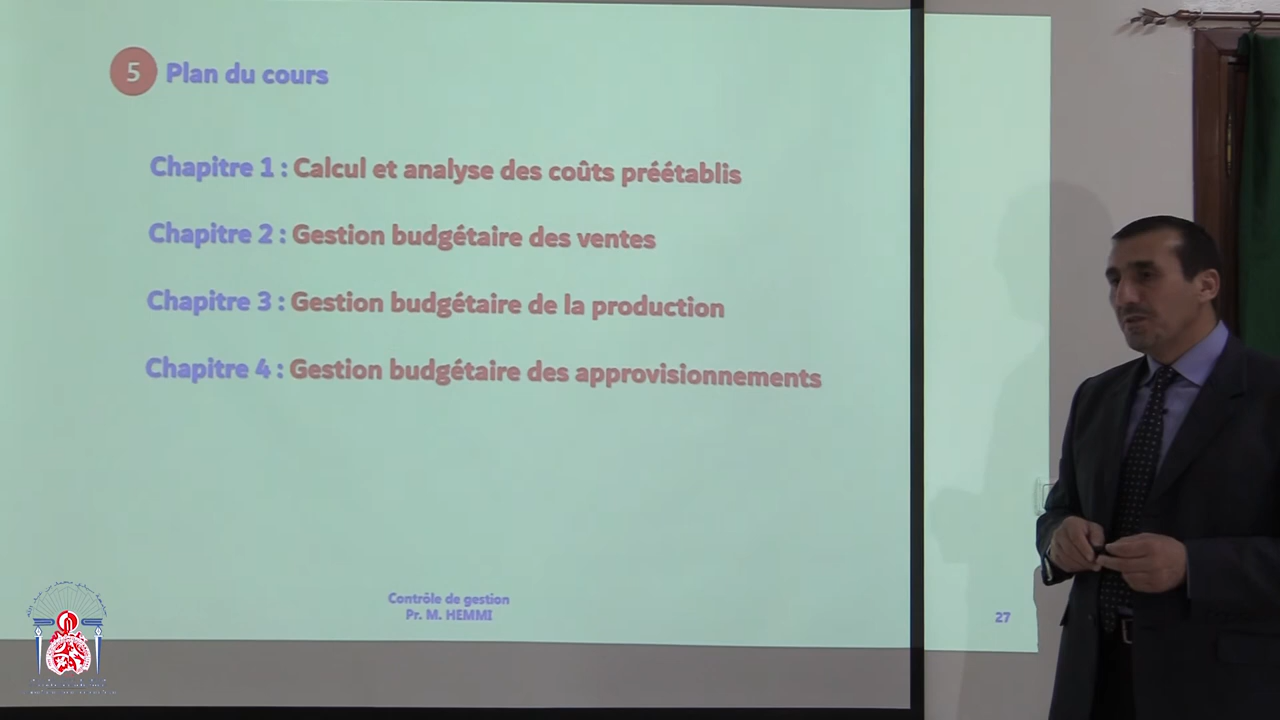 5 Plan du cours
Chapitre 1 : Calcul et analyse des coûts préétablis
Chapitre 2 : Gestion budgétaire des ventes
Chapitre 3 : Gestion budgétaire de la production
Chapitre 4 : Gestion budgétaire des approvisionnements
Contrôle de gestion
Pr. M. HEMMI
27